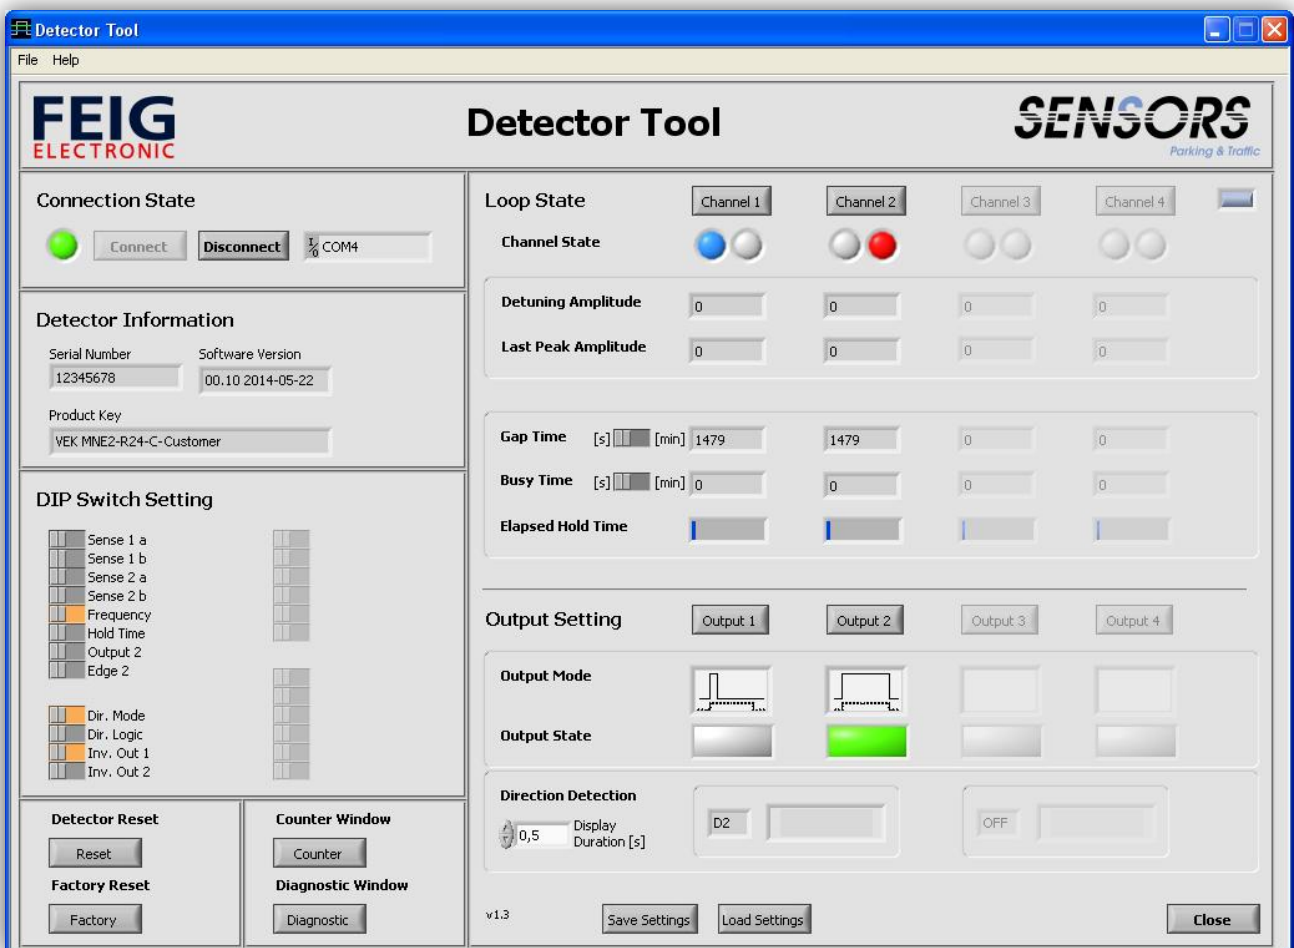 Detector Tool
File Help
FEIG
ELECTRONIC
Detector Tool
SENSORS
Parking & Traffic
Connection State
Connect Disconnect I/O COM4
Detector Information
Serial Number Software Version
12345678 00.10 2014-05-22
Product Key
VEK MNE2-R24-C-Customer
DIP Switch Setting
Sense 1 a
Sense 1 b
Sense 2 a
Sense 2 b
Frequency
Hold Time
Output 2
Edge 2
Dir. Mode
Dir. Logic
Inv. Out 1
Inv. Out 2
Detector Reset
Reset
Factory Reset
Factory
Counter Window
Counter
Diagnostic Window
Diagnostic
Loop State Channel 1 Channel 2 Channel 3 Channel 4
Channel State
Detuning Amplitude 0 0 0 0
Last Peak Amplitude 0 0 0 0
Gap Time [s] [min] 1479 1479 0 0
Busy Time [s] [min] 0 0 0 0
Elapsed Hold Time
Output Setting Output 1 Output 2 Output 3 Output 4
Output Mode
Output State
Direction Detection
0,5 Display
Duration [s]
D2 OFF
v1.3 Save Settings Load Settings Close